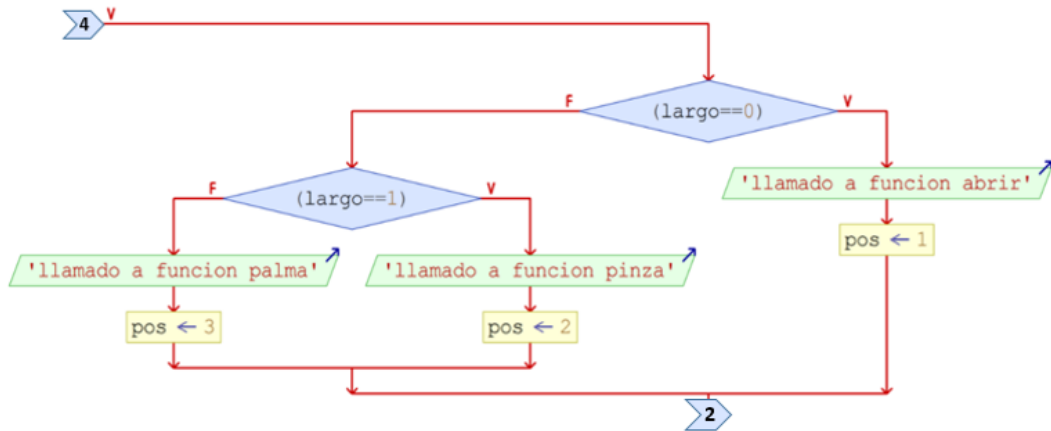 4
V
F
(largo==0)
V
'llamado a funcion abrir'
F
(largo==1)
V
pos ← 1
'llamado a funcion palma'
'llamado a funcion pinza'
pos ← 3
pos ← 2
2